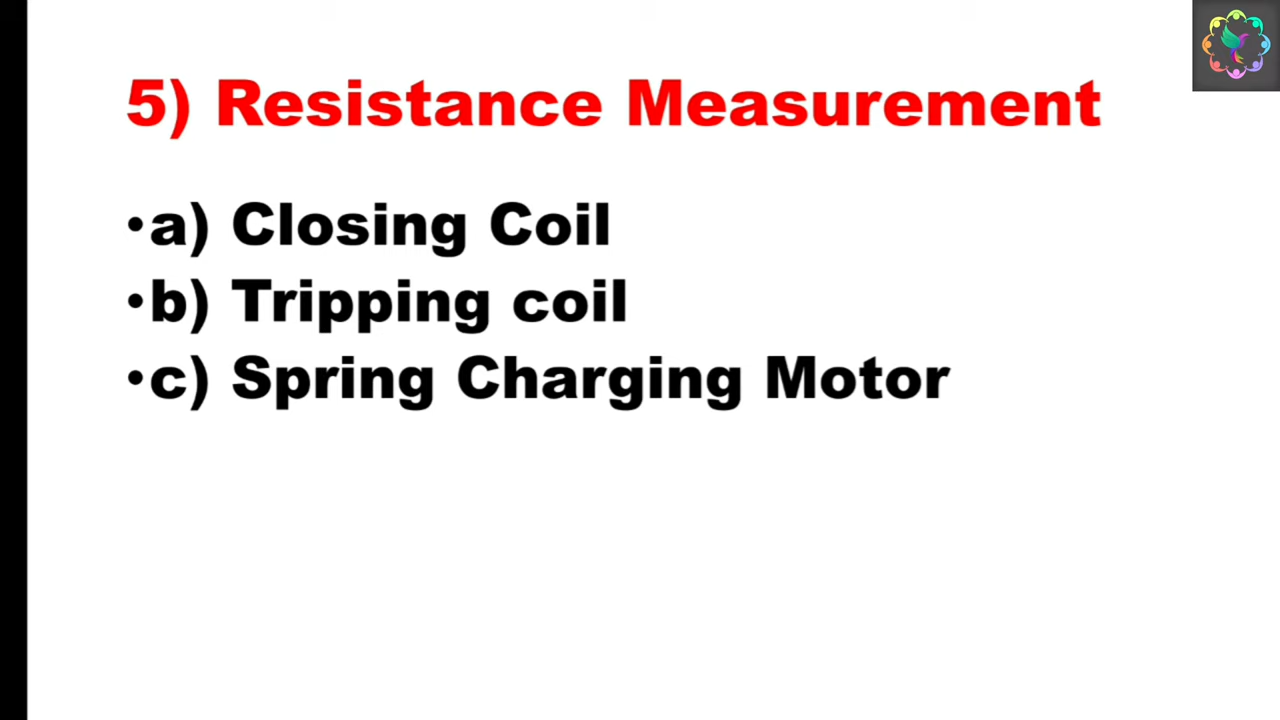 5) Resistance Measurement
•a) Closing Coil
•b) Tripping coil
•c) Spring Charging Motor